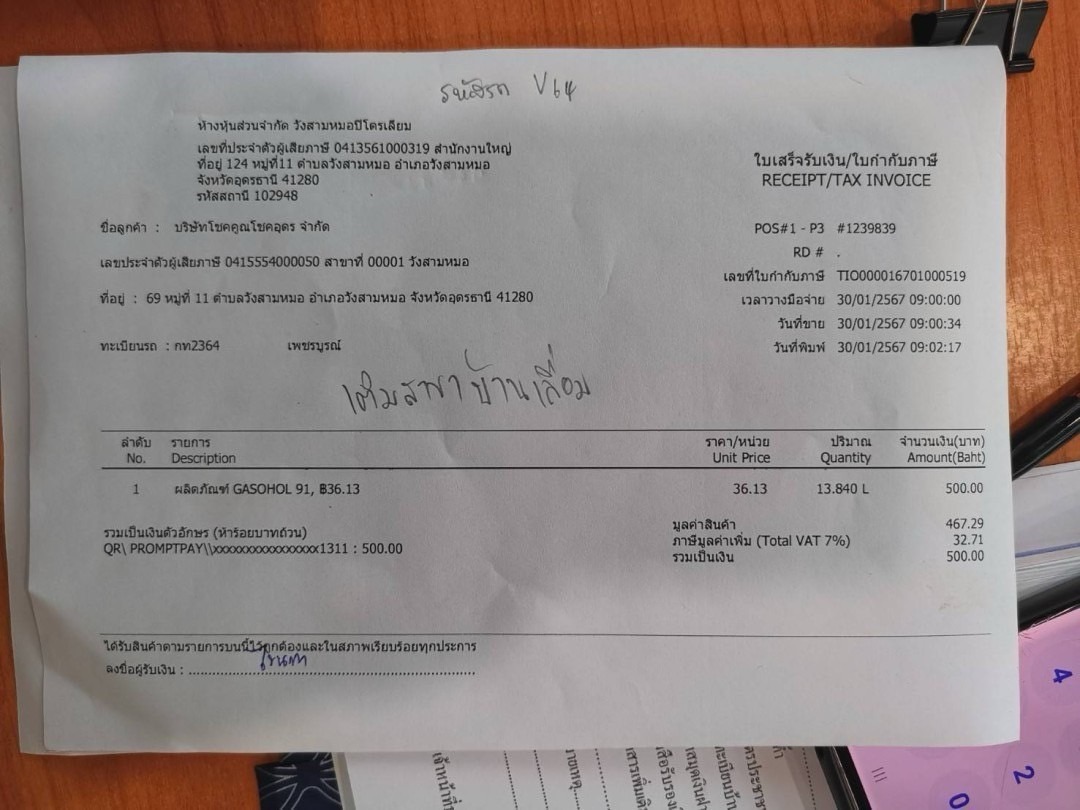 รหัสรถ V64
ห้างหุ้นส่วนจำกัด วังสามหมอปิโตรเลียม
เลขที่ประจำตัวผู้เสียภาษี 0413561000319 สำนักงานใหญ่
ที่อยู่ 124 หมู่ที่11 ตำบลวังสามหมอ อำเภอวังสามหมอ
จังหวัดอุดรธานี 41280
รหัสสถานี 102948
ใบเสร็จรับเงิน/ใบกำกับภาษี
RECEIPT/TAX INVOICE
ชื่อลูกค้า : บริษัทโชคคูณโชคอุดร จำกัด
เลขประจำตัวผู้เสียภาษี 0415554000050 สาขาที่ 00001 วังสามหมอ
ที่อยู่ : 69 หมู่ที่ 11 ตำบลวังสามหมอ อำเภอวังสามหมอ จังหวัดอุดรธานี 41280
ทะเบียนรถ : กท2364 เพชรบูรณ์
POS#1 - P3 #1239839
RD # .
เลขที่ใบกำกับภาษี TIO000016701000519
เวลาวางมือจ่าย 30/01/2567 09:00:00
วันที่ขาย 30/01/2567 09:00:34
วันที่พิมพ์ 30/01/2567 09:02:17
เติมสาขาบ้านเลื่อม
ลำดับ รายการ ราคา/หน่วย ปริมาณ จำนวนเงิน(บาท)
No. Description Unit Price Quantity Amount(Baht)
1 ผลิตภัณฑ์ GASOHOL 91, ฿36.13 36.13 13.840 L 500.00
รวมเป็นเงินตัวอักษร (ห้าร้อยบาทถ้วน)
QR\ PROMPTPAY\\xxxxxxxxxxxxxxxx1311 : 500.00
มูลค่าสินค้า 467.29
ภาษีมูลค่าเพิ่ม (Total VAT 7%) 32.71
รวมเป็นเงิน 500.00
ได้รับสินค้าตามรายการบนนี้ไว้ถูกต้องและในสภาพเรียบร้อยทุกประการ
ลงชื่อผู้รับเงิน :
4
2
0